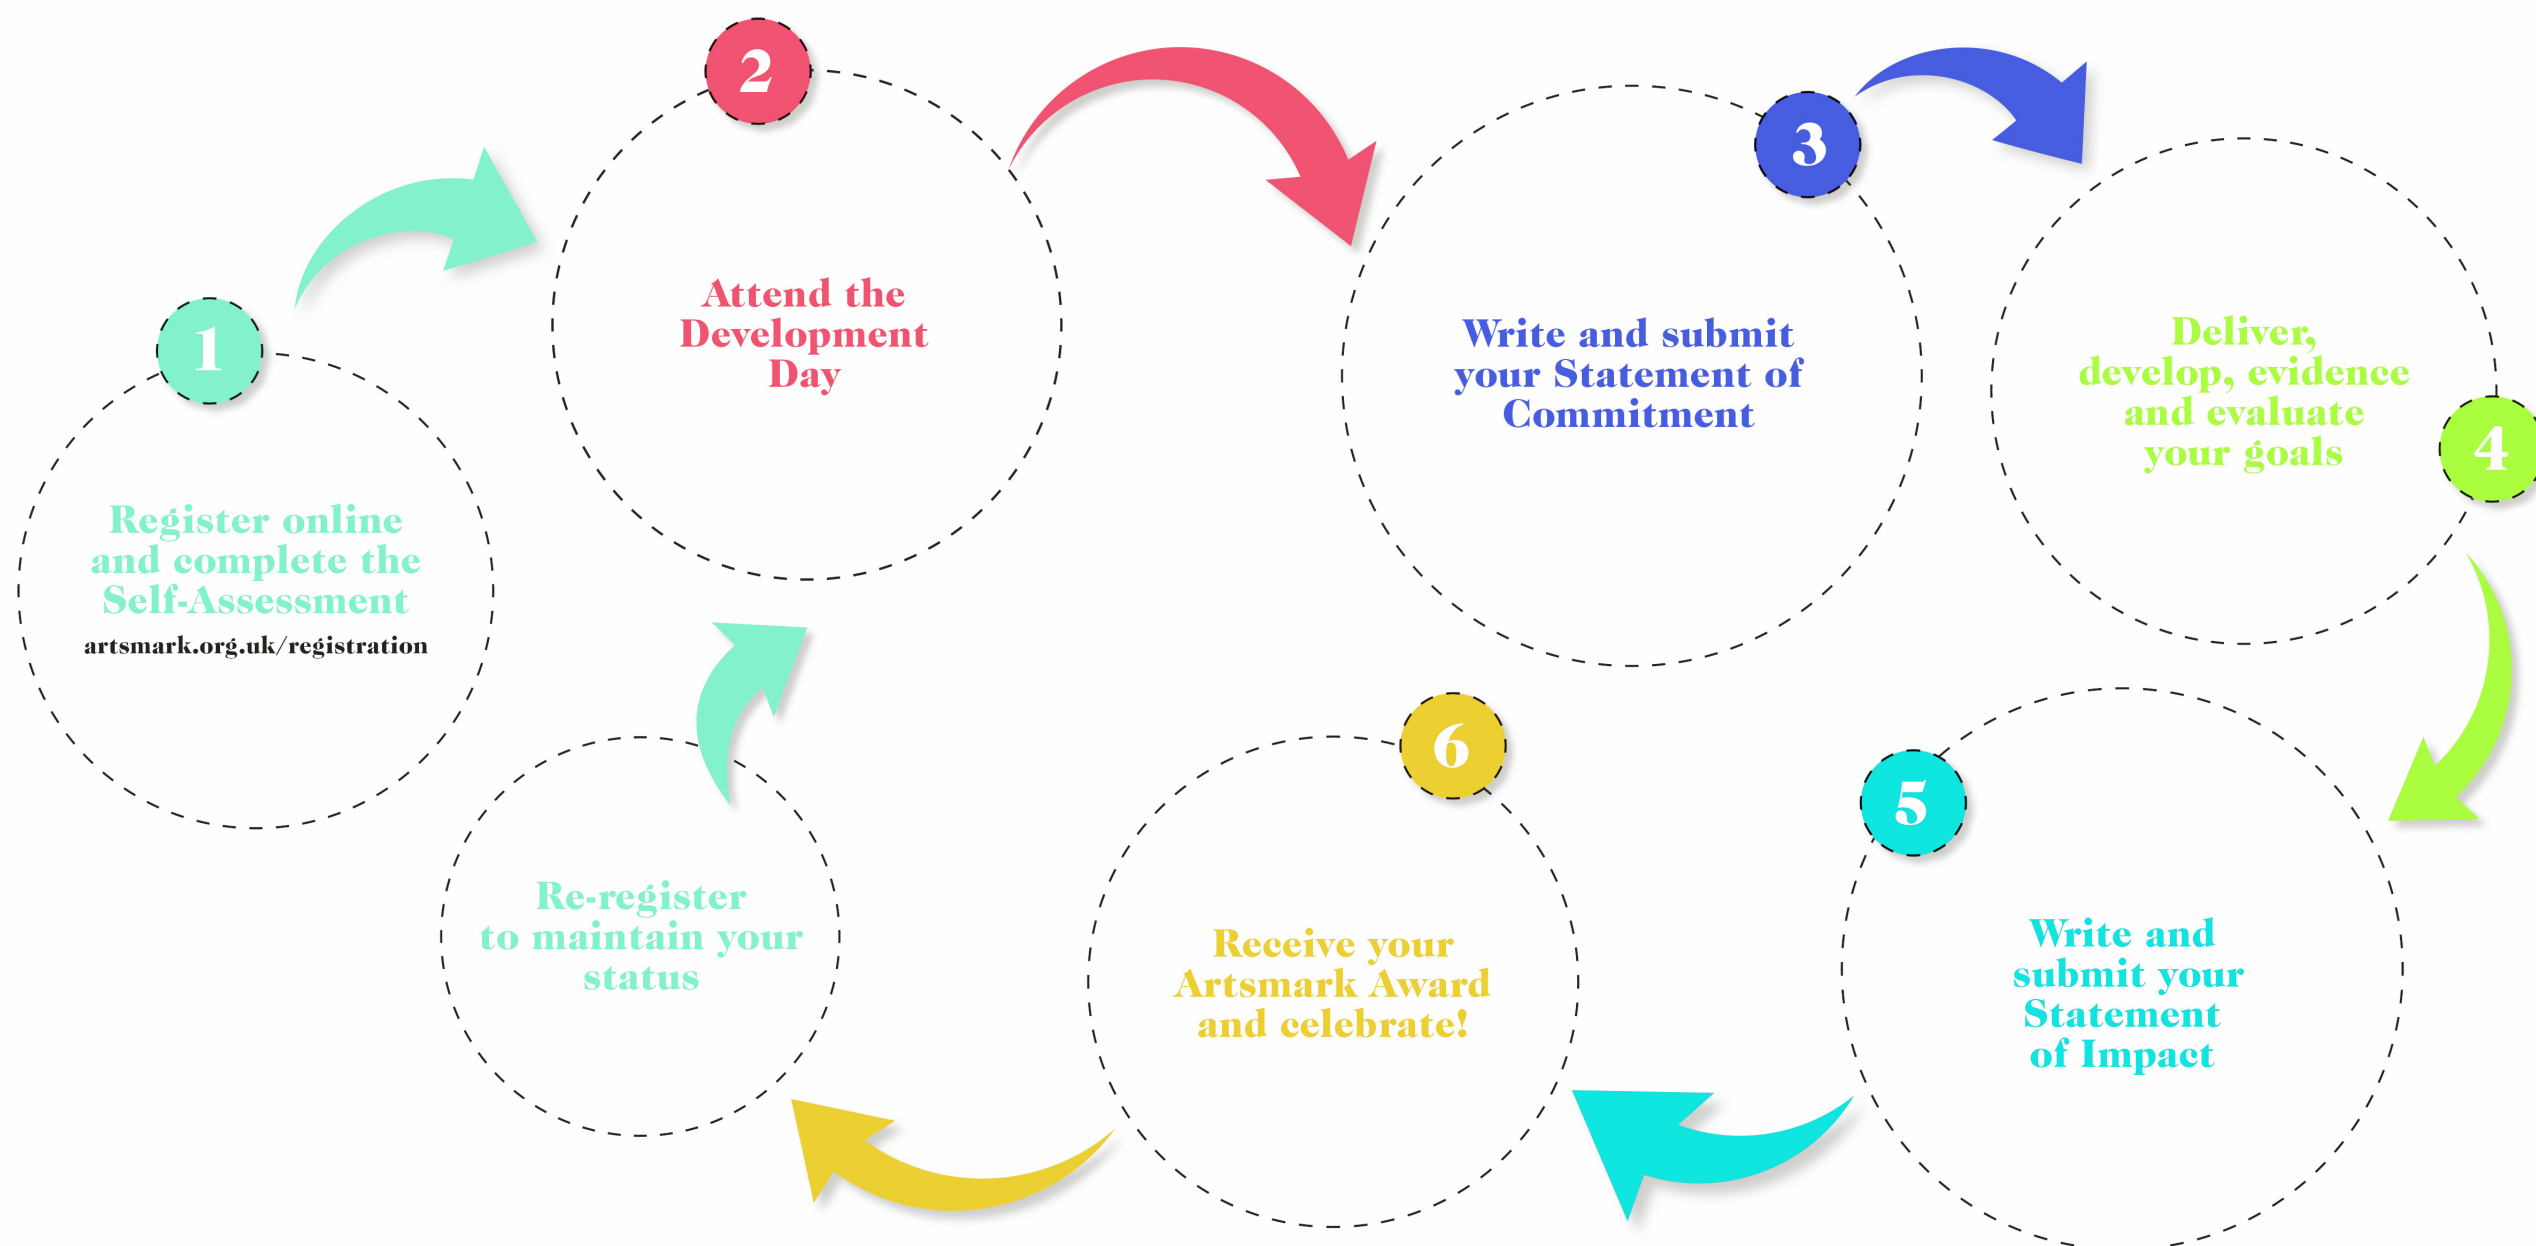 1
Register online
and complete the
Self-Assessment
artsmark.org.uk/registration
2
Attend the
Development
Day
3
Write and submit
your Statement of
Commitment
4
Deliver,
develop, evidence
and evaluate
your goals
5
Write and
submit your
Statement
of Impact
6
Receive your
Artsmark Award
and celebrate!
Re-register
to maintain your
status